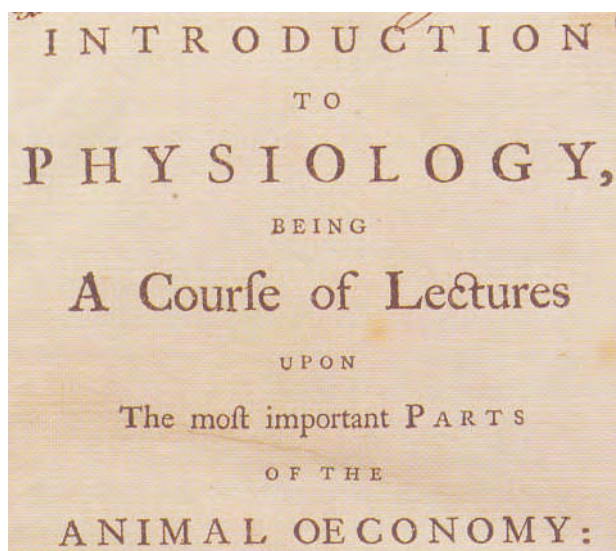 INTRODUCTION
TO
PHYSIOLOGY,
BEING
A Courſe of Lectures
UPON
The moſt important PARTS
OF THE
ANIMAL OECONOMY: